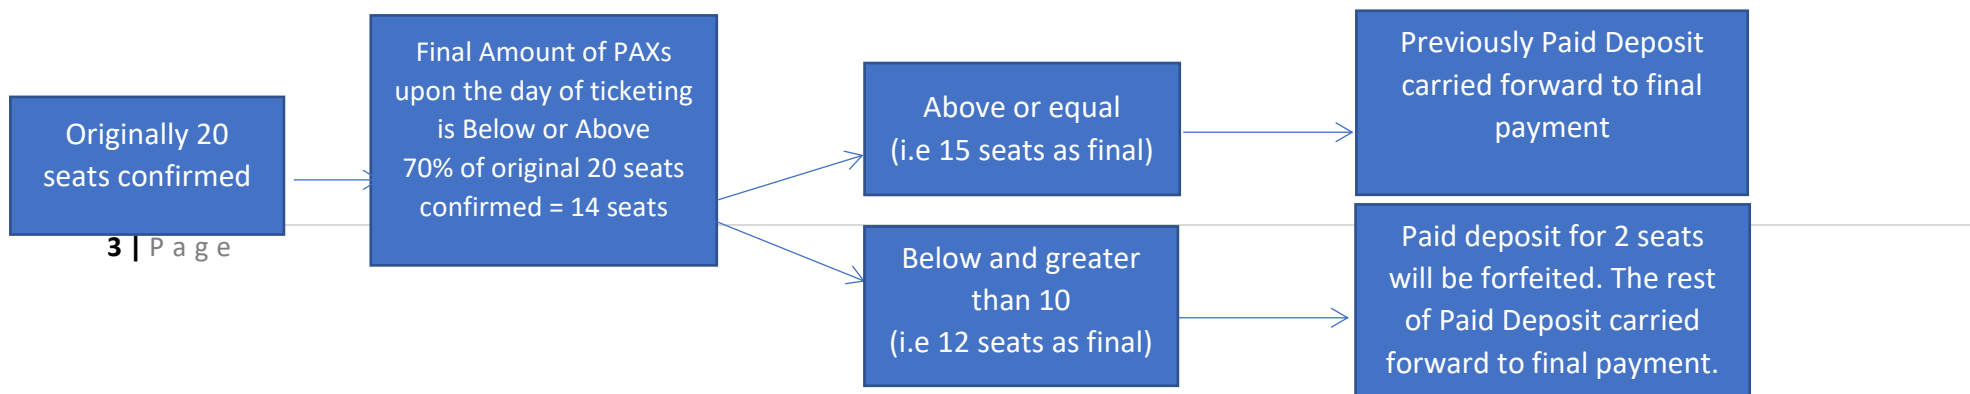 Originally 20
seats confirmed
Final Amount of PAXs
upon the day of ticketing
is Below or Above
70% of original 20 seats
confirmed = 14 seats
Above or equal
(i.e 15 seats as final)
Previously Paid Deposit
carried forward to final
payment
Below and greater
than 10
(i.e 12 seats as final)
Paid deposit for 2 seats
will be forfeited. The rest
of Paid Deposit carried
forward to final payment.
3 | P a g e